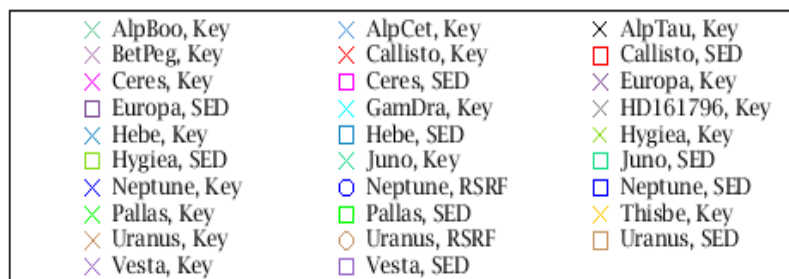 AlpBoo, Key AlpCet, Key AlpTau, Key
BetPeg, Key Callisto, Key Callisto, SED
Ceres, Key Ceres, SED Europa, Key
Europa, SED GamDra, Key HD161796, Key
Hebe, Key Hebe, SED Hygiea, Key
Hygiea, SED Juno, Key Juno, SED
Neptune, Key Neptune, RSRF Neptune, SED
Pallas, Key Pallas, SED Thisbe, Key
Uranus, Key Uranus, RSRF Uranus, SED
Vesta, Key Vesta, SED